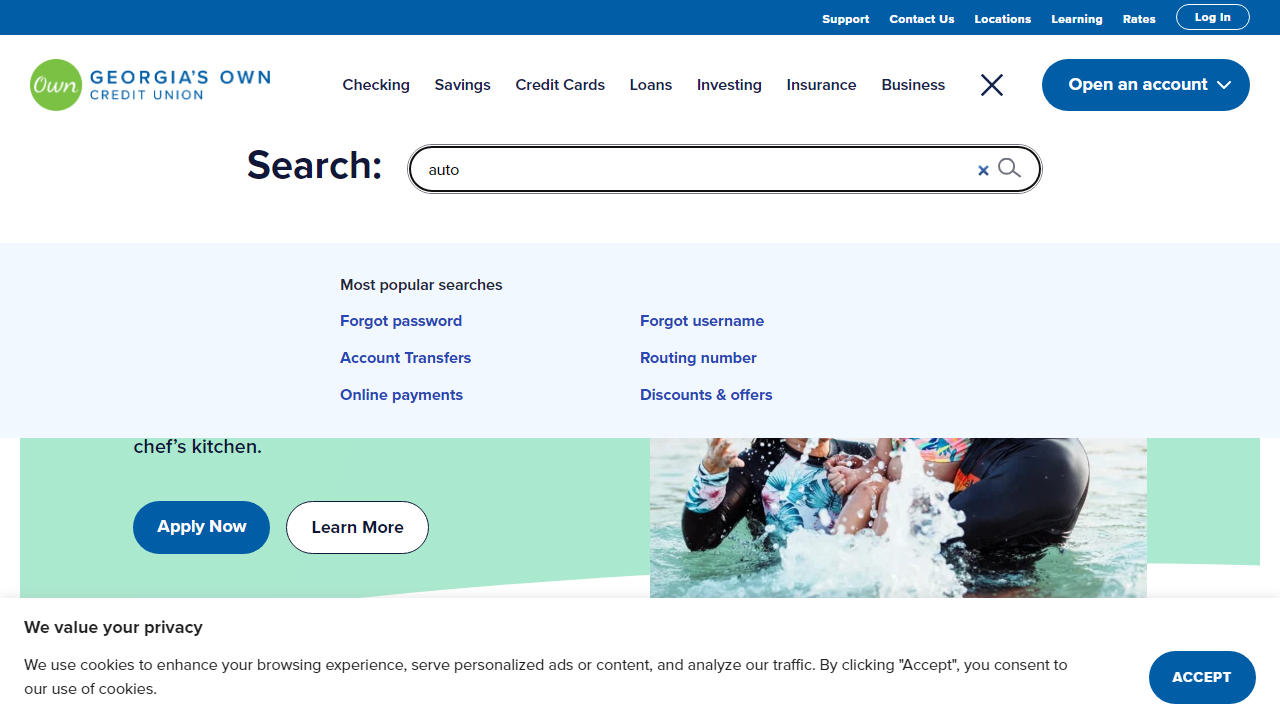 Support Contact Us Locations Learning Rates Log In
Own GEORGIA'S OWN
CREDIT UNION
Checking Savings Credit Cards Loans Investing Insurance Business Open an account
Search: auto
Most popular searches
Forgot password Forgot username
Account Transfers Routing number
Online payments Discounts & offers
chef's kitchen.
Apply Now Learn More
We value your privacy
We use cookies to enhance your browsing experience, serve personalized ads or content, and analyze our traffic. By clicking "Accept", you consent to
our use of cookies.
ACCEPT